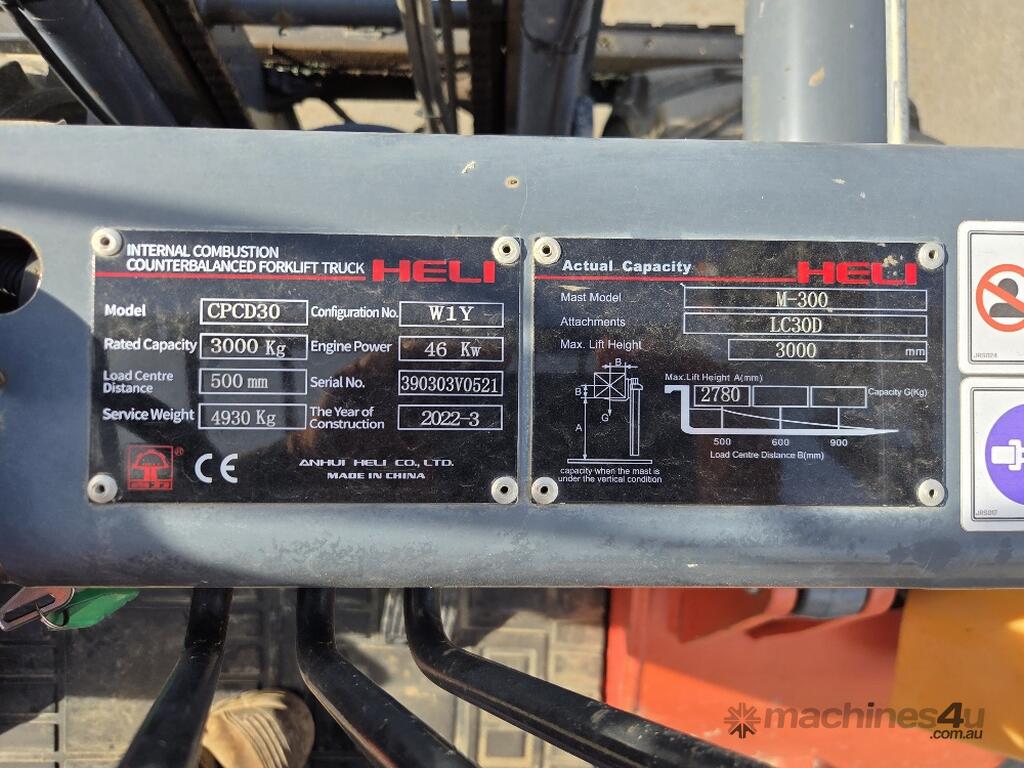 INTERNAL COMBUSTION
COUNTERBALANCED FORKLIFT TRUCK HELI
Model CPCD30 Configuration No. W1Y
Rated Capacity 3000 Kg Engine Power 46 Kw
Load Centre Distance 500 mm Serial No. 390303V0521
Service Weight 4930 Kg The Year of Construction 2022-3
® CE
ANHUI HELI CO., LTD.
MADE IN CHINA
Actual Capacity HELI
Mast Model M-300
Attachments LC30D
Max. Lift Height 3000 mm
Max.Lift Height A(mm)
2780 Capacity G(Kg)
B
B
G
A
500 600 900
Load Centre Distance B(mm)
capacity when the mast is
under the vertical condition
JRS024
JRS017
machines4u
.com.au